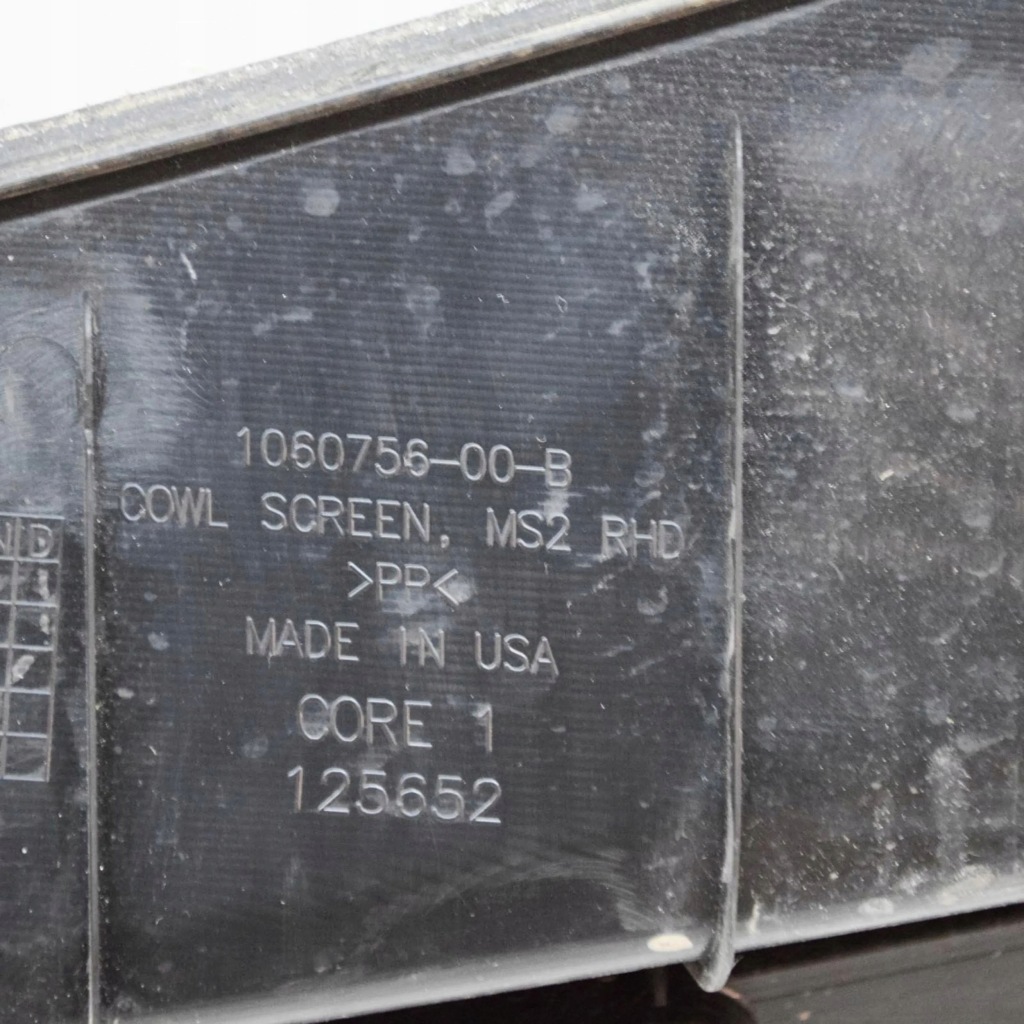 1060756-00-B
COWL SCREEN, MS2 RHD
>PP<
MADE IN USA
CORE 1
125652
N D